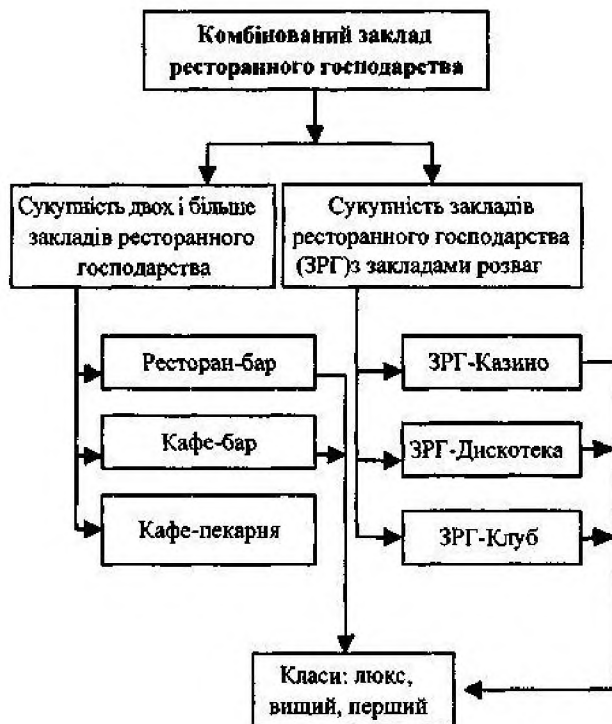 Комбінований заклад
ресторанного господарства
Сукупність двох і більше
закладів ресторанного
господарства
Сукупність закладів
ресторанного господарства
(ЗРГ)з закладами розваг
Ресторан-бар
Кафе-бар
Кафе-пекарня
ЗРГ-Казино
ЗРГ-Дискотека
ЗРГ-Клуб
Класи: люкс,
вищий, перший